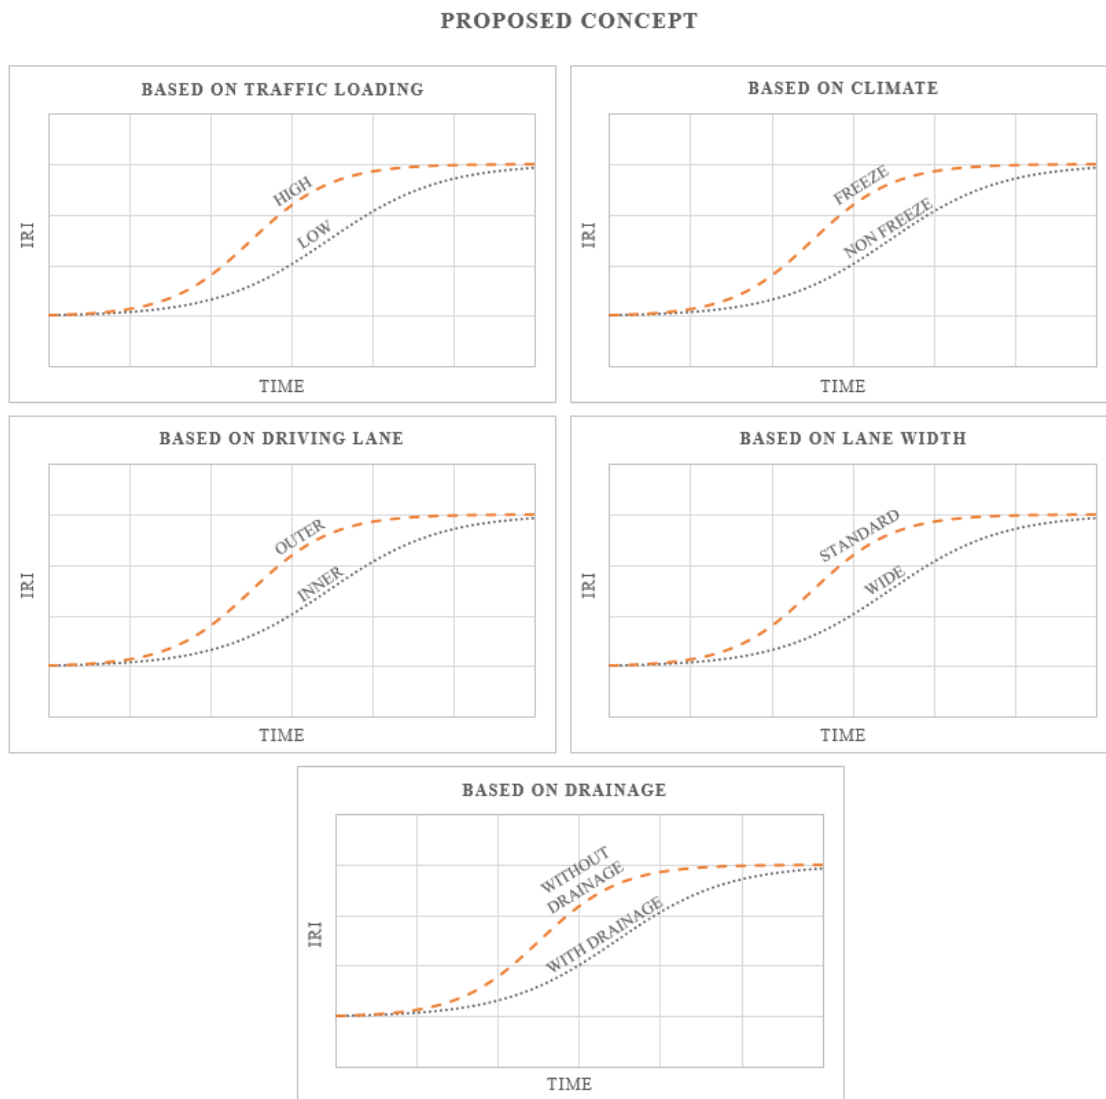 PROPOSED CONCEPT
BASED ON TRAFFIC LOADING
HIGH
LOW
IRI
TIME
BASED ON CLIMATE
FREEZE
NON FREEZE
IRI
TIME
BASED ON DRIVING LANE
OUTER
INNER
IRI
TIME
BASED ON LANE WIDTH
STANDARD
WIDE
IRI
TIME
BASED ON DRAINAGE
WITHOUT
DRAINAGE
WITH DRAINAGE
IRI
TIME